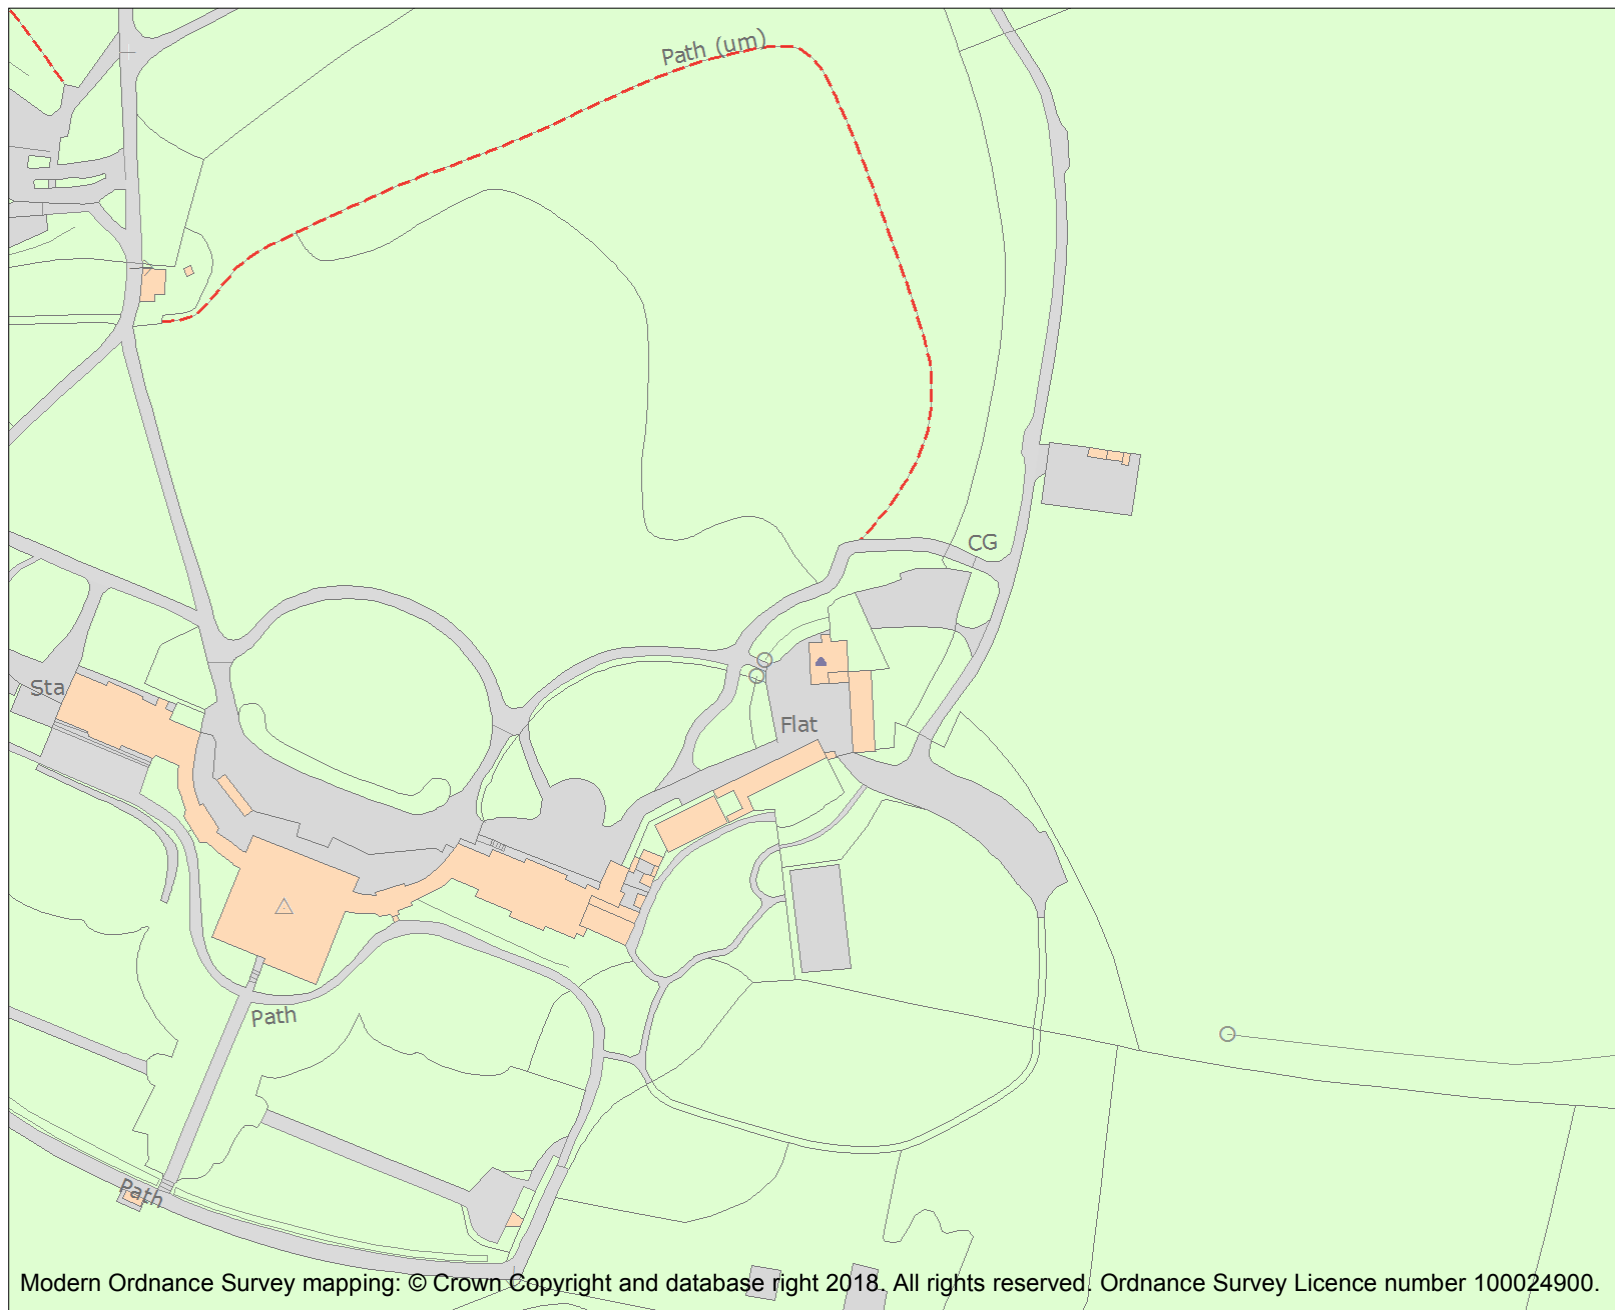 Path (um)
CG
Sta
Flat
Path
Path
Modern Ordnance Survey mapping: © Crown Copyright and database right 2018. All rights reserved. Ordnance Survey Licence number 100024900.